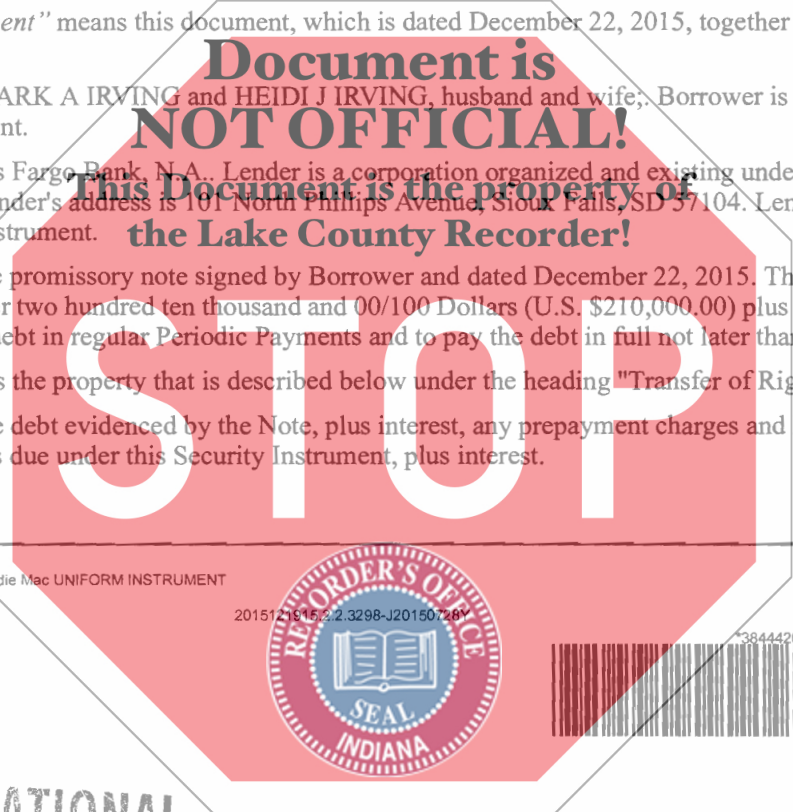 ent” means this document, which is dated December 22, 2015, together
Document is
ARK A IRVING and HEIDI J IRVING, husband and wife;. Borrower is
NOT OFFICIAL!
nt.
s Fargo Bank, N.A.. Lender is a corporation organized and existing unde
This Document is the property of
nder's address is 101 North Phillips Avenue, Sioux Falls, SD 57104. Len
strument.
the Lake County Recorder!
e promissory note signed by Borrower and dated December 22, 2015. Th
r two hundred ten thousand and 00/100 Dollars (U.S. $210,000.00) plus
ebt in regular Periodic Payments and to pay the debt in full not later than
STOP
s the property that is described below under the heading "Transfer of Rig
e debt evidenced by the Note, plus interest, any prepayment charges and
s due under this Security Instrument, plus interest.
die Mac UNIFORM INSTRUMENT
RECORDER'S OFFICE
2015121915.2.2.3298-J20150728Y
*3844420
SEAL
INDIANA
ATIONAL